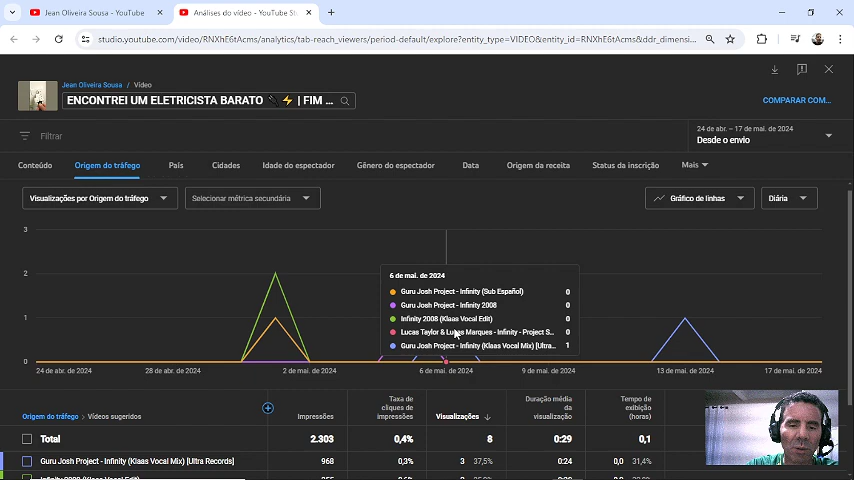 Jean Oliveira Sousa - YouTube
Análises do vídeo - YouTube St
studio.youtube.com/video/RNXhE6tAcms/analytics/tab-reach_viewers/period-default/explore?entity_type=VIDEO&entity_id=RNXhE6tAcms&ddr_dimensi...
Jean Oliveira Sousa / Vídeo
ENCONTREI UM ELETRICISTA BARATO 🔌⚡ | FIM ...
COMPARAR COM...
Filtrar
24 de abr. – 17 de mai. de 2024
Desde o envio
Conteúdo Origem do tráfego País Cidades Idade do espectador Gênero do espectador Data Origem da receita Status da inscrição Mais
Visualizações por Origem do tráfego Selecionar métrica secundária Gráfico de linhas Diária
3
2
1
0
6 de mai. de 2024
Guru Josh Project - Infinity (Sub Español) 0
Guru Josh Project - Infinity 2008 0
Infinity 2008 (Klaas Vocal Edit) 0
Lucas Taylor & Lucas Marques - Infinity - Project S... 0
Guru Josh Project - Infinity (Klaas Vocal Mix) [Ultra... 1
24 de abr. de 2024 28 de abr. de 2024 2 de mai. de 2024 6 de mai. de 2024 9 de mai. de 2024 13 de mai. de 2024 17 de mai. de 2024
Origem do tráfego > Vídeos sugeridos
Impressões
Taxa de cliques de impressões
Visualizações
Duração média da visualização
Tempo de exibição (horas)
Total 2.303 0,4% 8 0:29 0,1
Guru Josh Project - Infinity (Klaas Vocal Mix) [Ultra Records] 968 0,3% 3 37,5% 0:24 0,0 31,4%